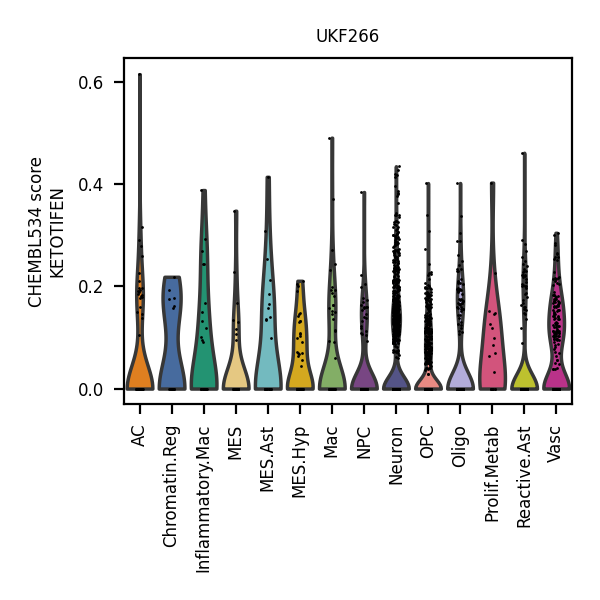 UKF266
CHEMBL534 score
KETOTIFEN
0.6
0.4
0.2
0.0
AC
Chromatin.Reg
Inflammatory.Mac
MES
MES.Ast
MES.Hyp
Mac
NPC
Neuron
OPC
Oligo
Prolif.Metab
Reactive.Ast
Vasc